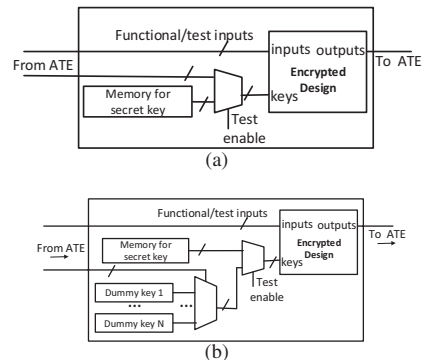 Functional/test inputs
inputs outputs
From ATE
To ATE
Encrypted
Design
Memory for
secret key
keys
Test
enable
(a)
Functional/test inputs
inputs outputs
From ATE
To ATE
Encrypted
Design
Memory for
secret key
keys
Test
enable
Dummy key 1
... ...
Dummy key N
(b)